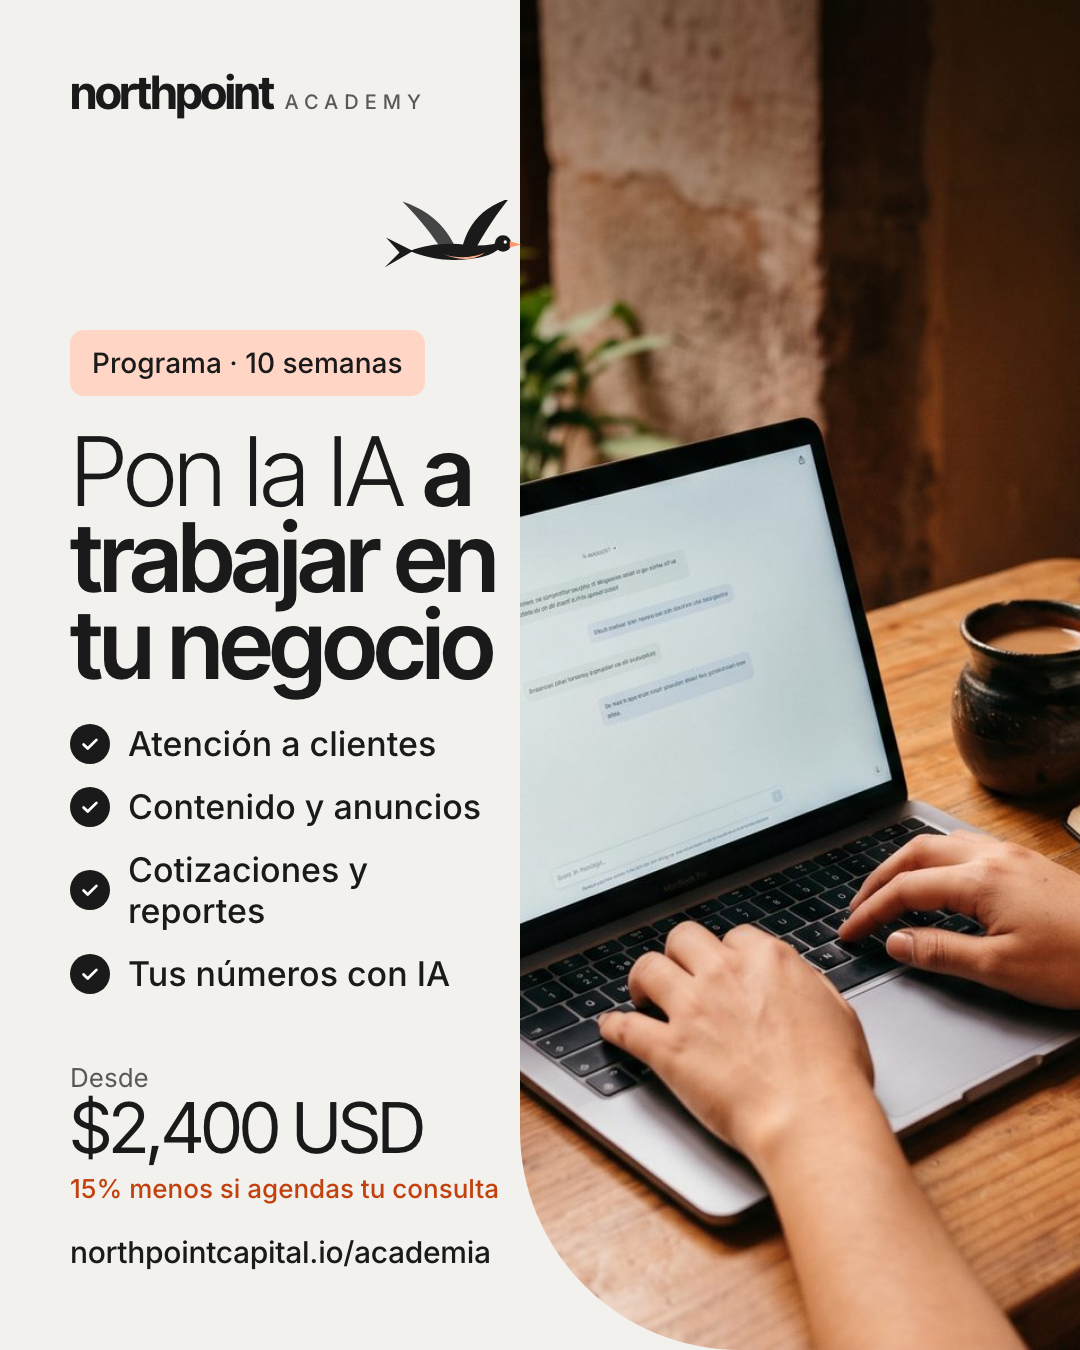 northpoint ACADEMY
Programa · 10 semanas
Pon la IA a
trabajar en
tu negocio
Atención a clientes
Contenido y anuncios
Cotizaciones y
reportes
Tus números con IA
Desde
$2,400 USD
15% menos si agendas tu consulta
northpointcapital.io/academia